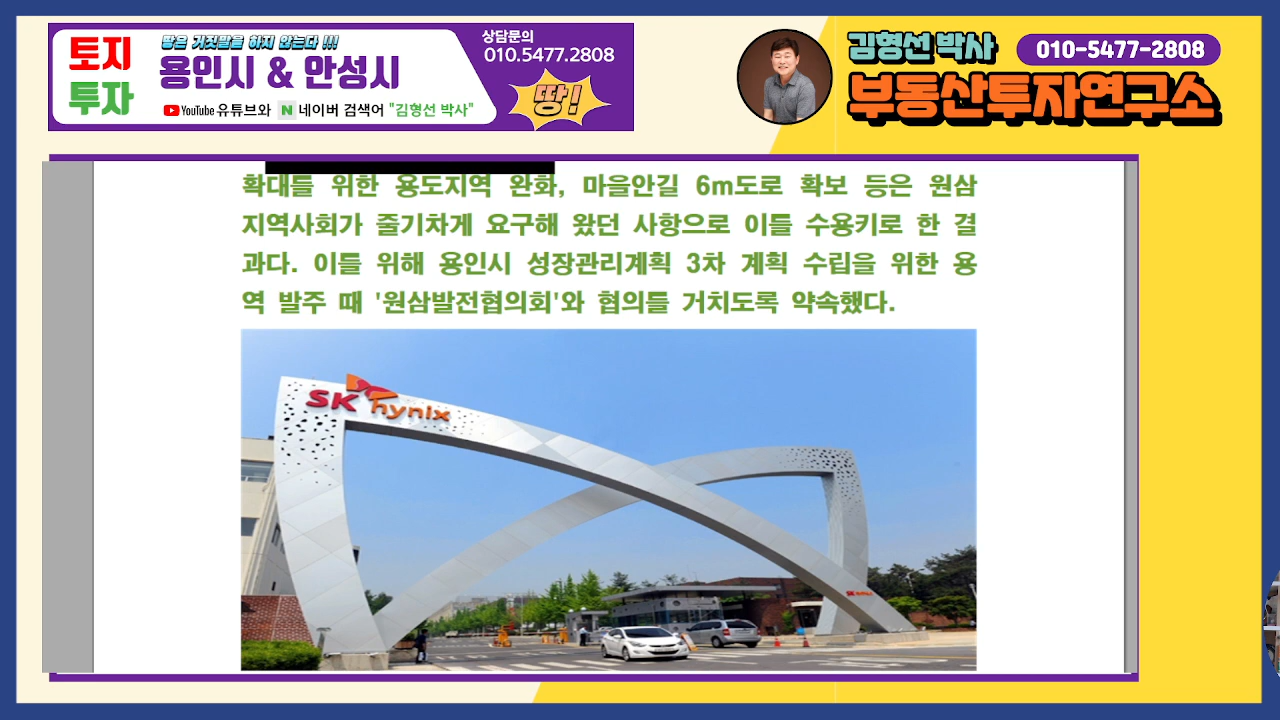 토지
투자
땅은 거짓말을 하지 않는다 !!!
용인시 & 안성시
YouTube 유튜브와 N 네이버 검색어 "김형선 박사"
상담문의
010.5477.2808
땅!
김형선 박사
010-5477-2808
부동산투자연구소
확대를 위한 용도지역 완화, 마을안길 6m도로 확보 등은 원삼
지역사회가 줄기차게 요구해 왔던 사항으로 이를 수용키로 한 결
과다. 이를 위해 용인시 성장관리계획 3차 계획 수립을 위한 용
역 발주 때 '원삼발전협의회'와 협의를 거치도록 약속했다.
SK hynix